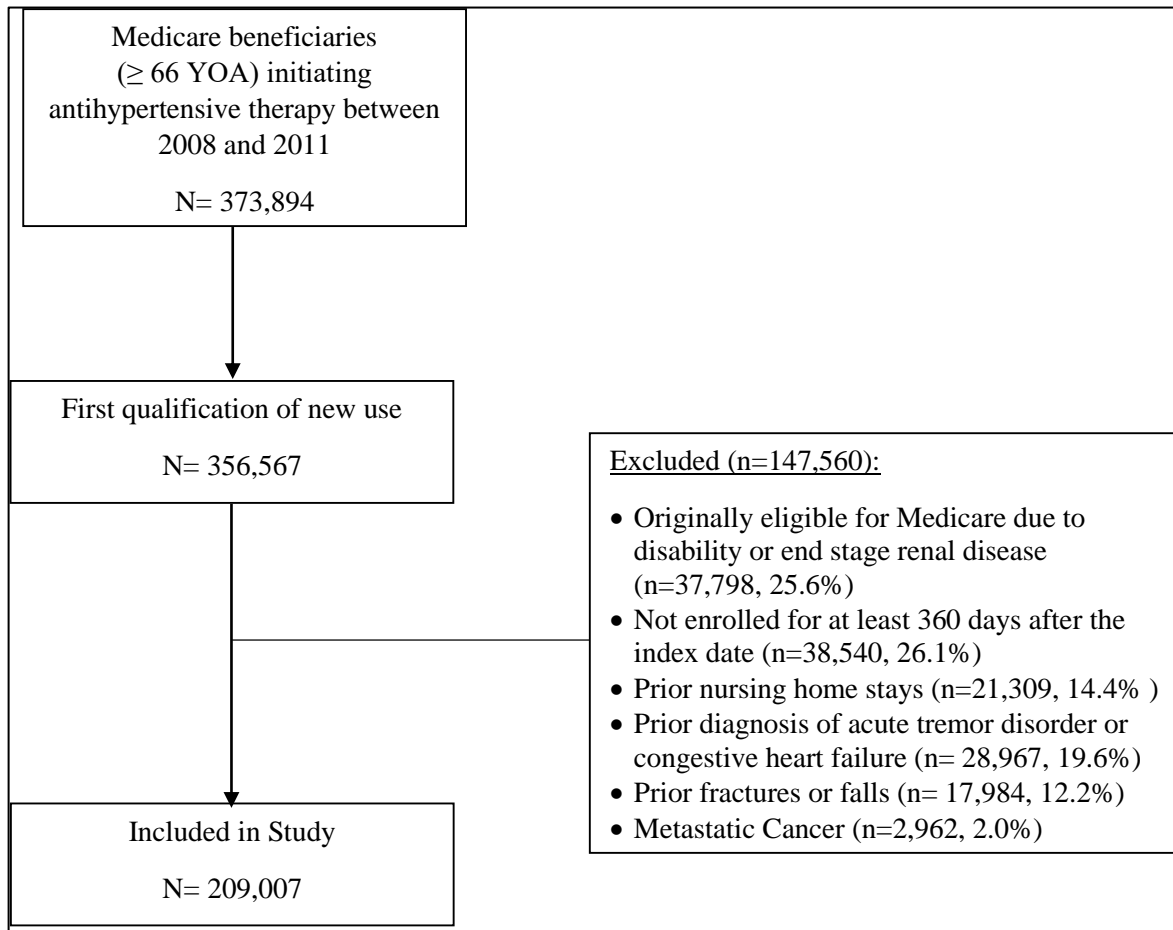 Medicare beneficiaries
(≥ 66 YOA) initiating
antihypertensive therapy between
2008 and 2011
N= 373,894
First qualification of new use
N= 356,567
Excluded (n=147,560):
• Originally eligible for Medicare due to
disability or end stage renal disease
(n=37,798, 25.6%)
• Not enrolled for at least 360 days after the
index date (n=38,540, 26.1%)
• Prior nursing home stays (n=21,309, 14.4% )
• Prior diagnosis of acute tremor disorder or
congestive heart failure (n= 28,967, 19.6%)
• Prior fractures or falls (n= 17,984, 12.2%)
• Metastatic Cancer (n=2,962, 2.0%)
Included in Study
N= 209,007